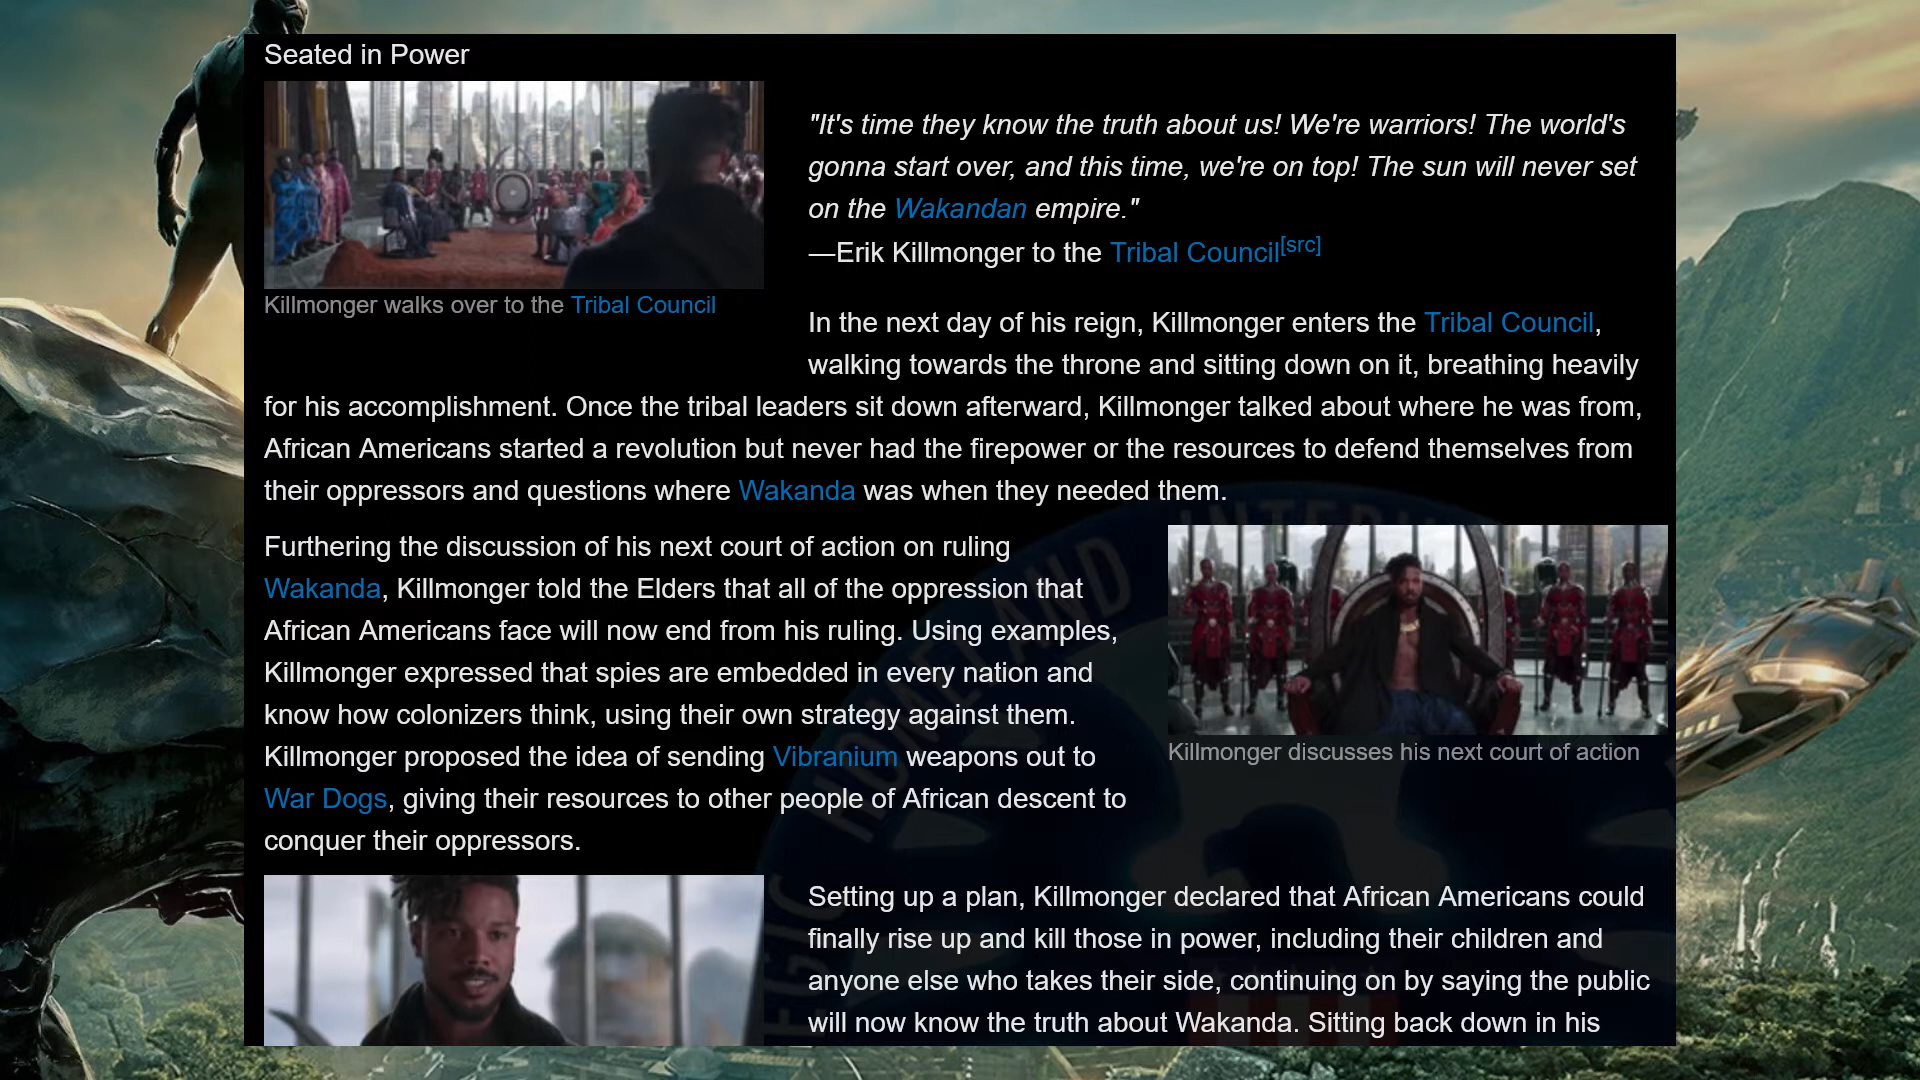 Seated in Power
"It's time they know the truth about us! We're warriors! The world's
gonna start over, and this time, we're on top! The sun will never set
on the Wakandan empire."
—Erik Killmonger to the Tribal Council[src]
Killmonger walks over to the Tribal Council
In the next day of his reign, Killmonger enters the Tribal Council,
walking towards the throne and sitting down on it, breathing heavily
for his accomplishment. Once the tribal leaders sit down afterward, Killmonger talked about where he was from,
African Americans started a revolution but never had the firepower or the resources to defend themselves from
their oppressors and questions where Wakanda was when they needed them.
Furthering the discussion of his next court of action on ruling
Wakanda, Killmonger told the Elders that all of the oppression that
African Americans face will now end from his ruling. Using examples,
Killmonger expressed that spies are embedded in every nation and
know how colonizers think, using their own strategy against them.
Killmonger proposed the idea of sending Vibranium weapons out to
War Dogs, giving their resources to other people of African descent to
conquer their oppressors.
Killmonger discusses his next court of action
Setting up a plan, Killmonger declared that African Americans could
finally rise up and kill those in power, including their children and
anyone else who takes their side, continuing on by saying the public
will now know the truth about Wakanda. Sitting back down in his
HOMELAND